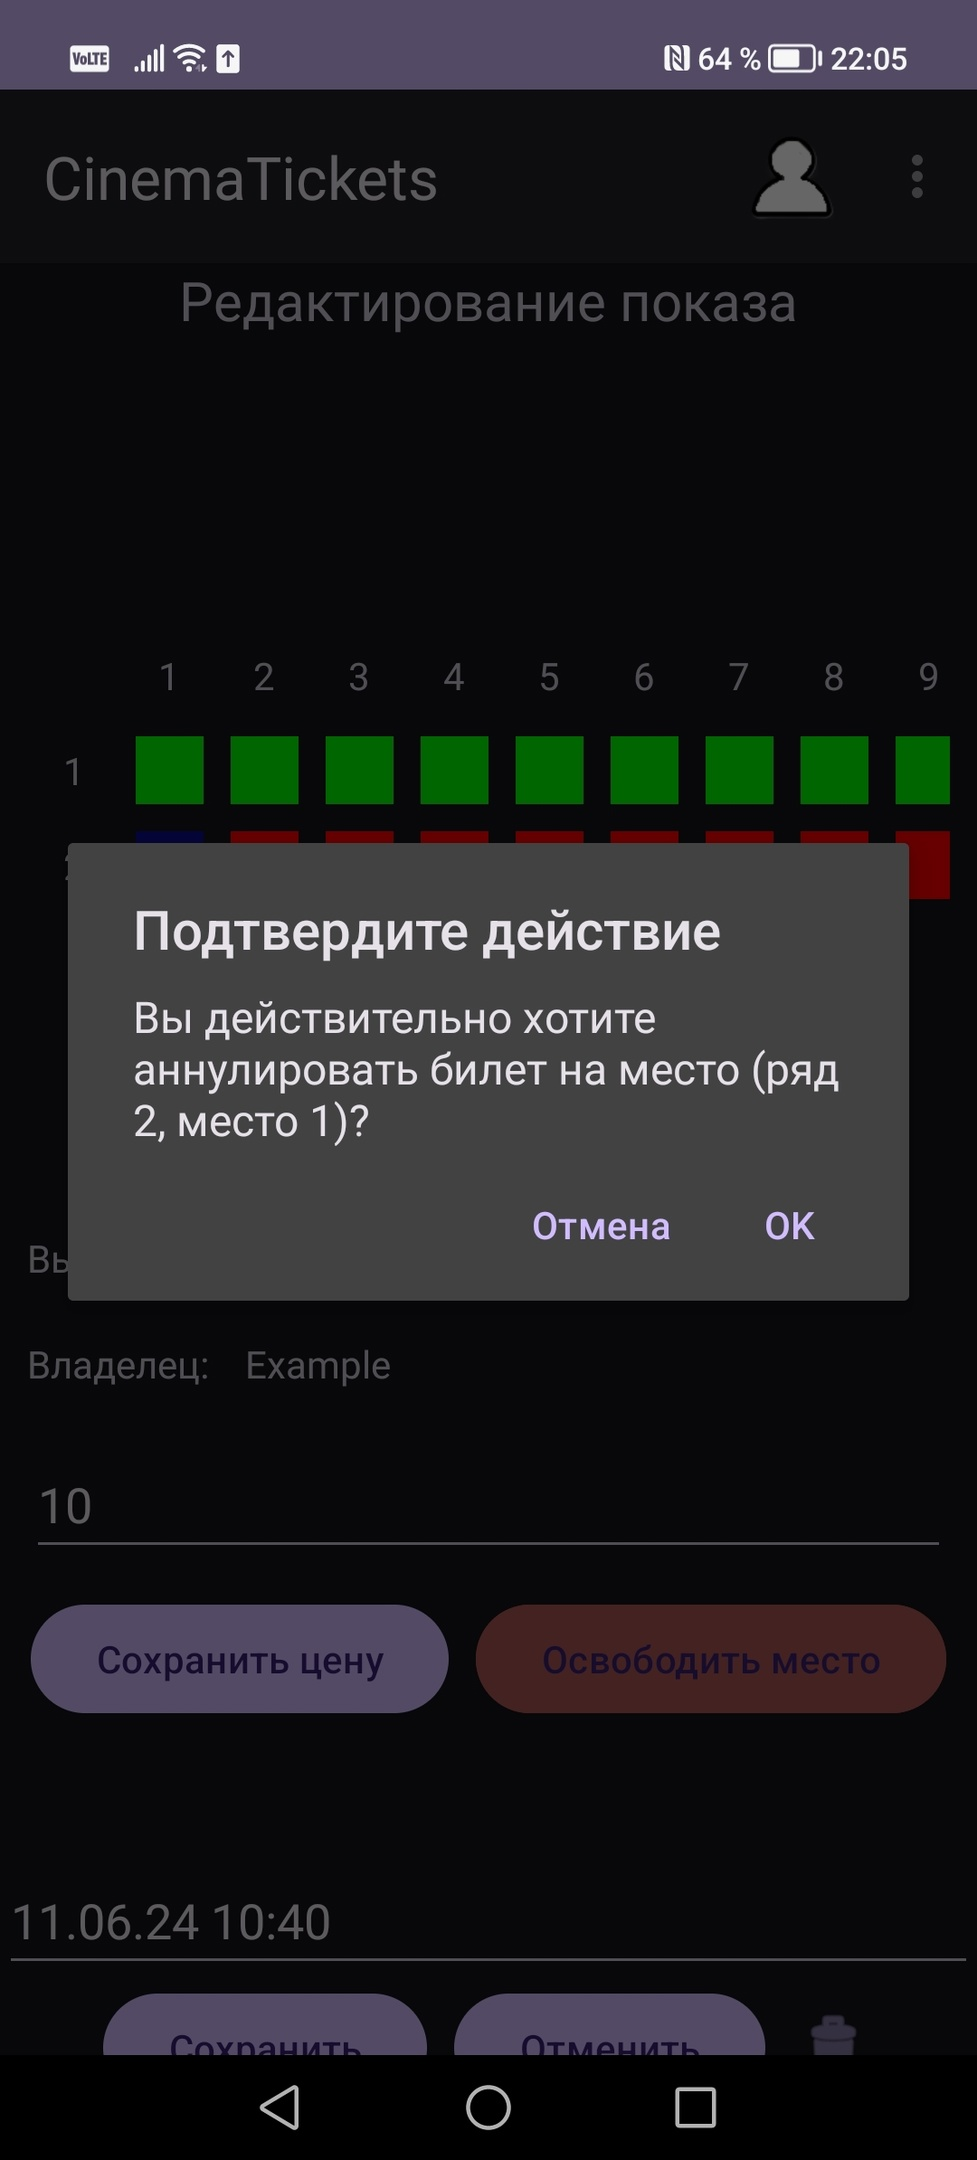 VoLTE 64 % 22:05
CinemaTickets
Редактирование показа
1 2 3 4 5 6 7 8 9
1
Подтвердите действие
Вы действительно хотите
аннулировать билет на место (ряд
2, место 1)?
Отмена OK
Вы
Владелец: Example
10
Сохранить цену Освободить место
11.06.24 10:40
Сохранить Отменить